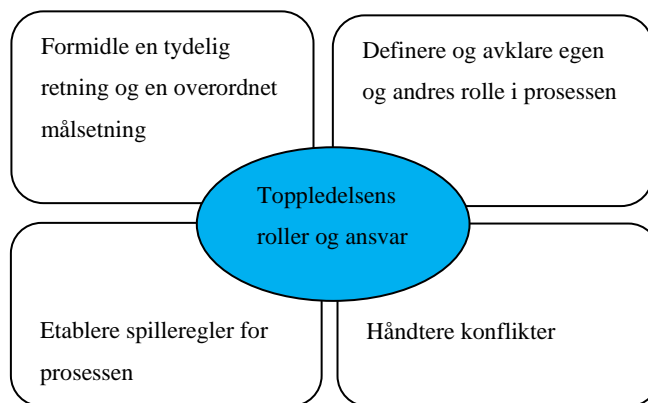 Formidle en tydelig
retning og en overordnet
målsetning
Definere og avklare egen
og andres rolle i prosessen
Toppledelsens
roller og ansvar
Etablere spilleregler for
prosessen
Håndtere konflikter